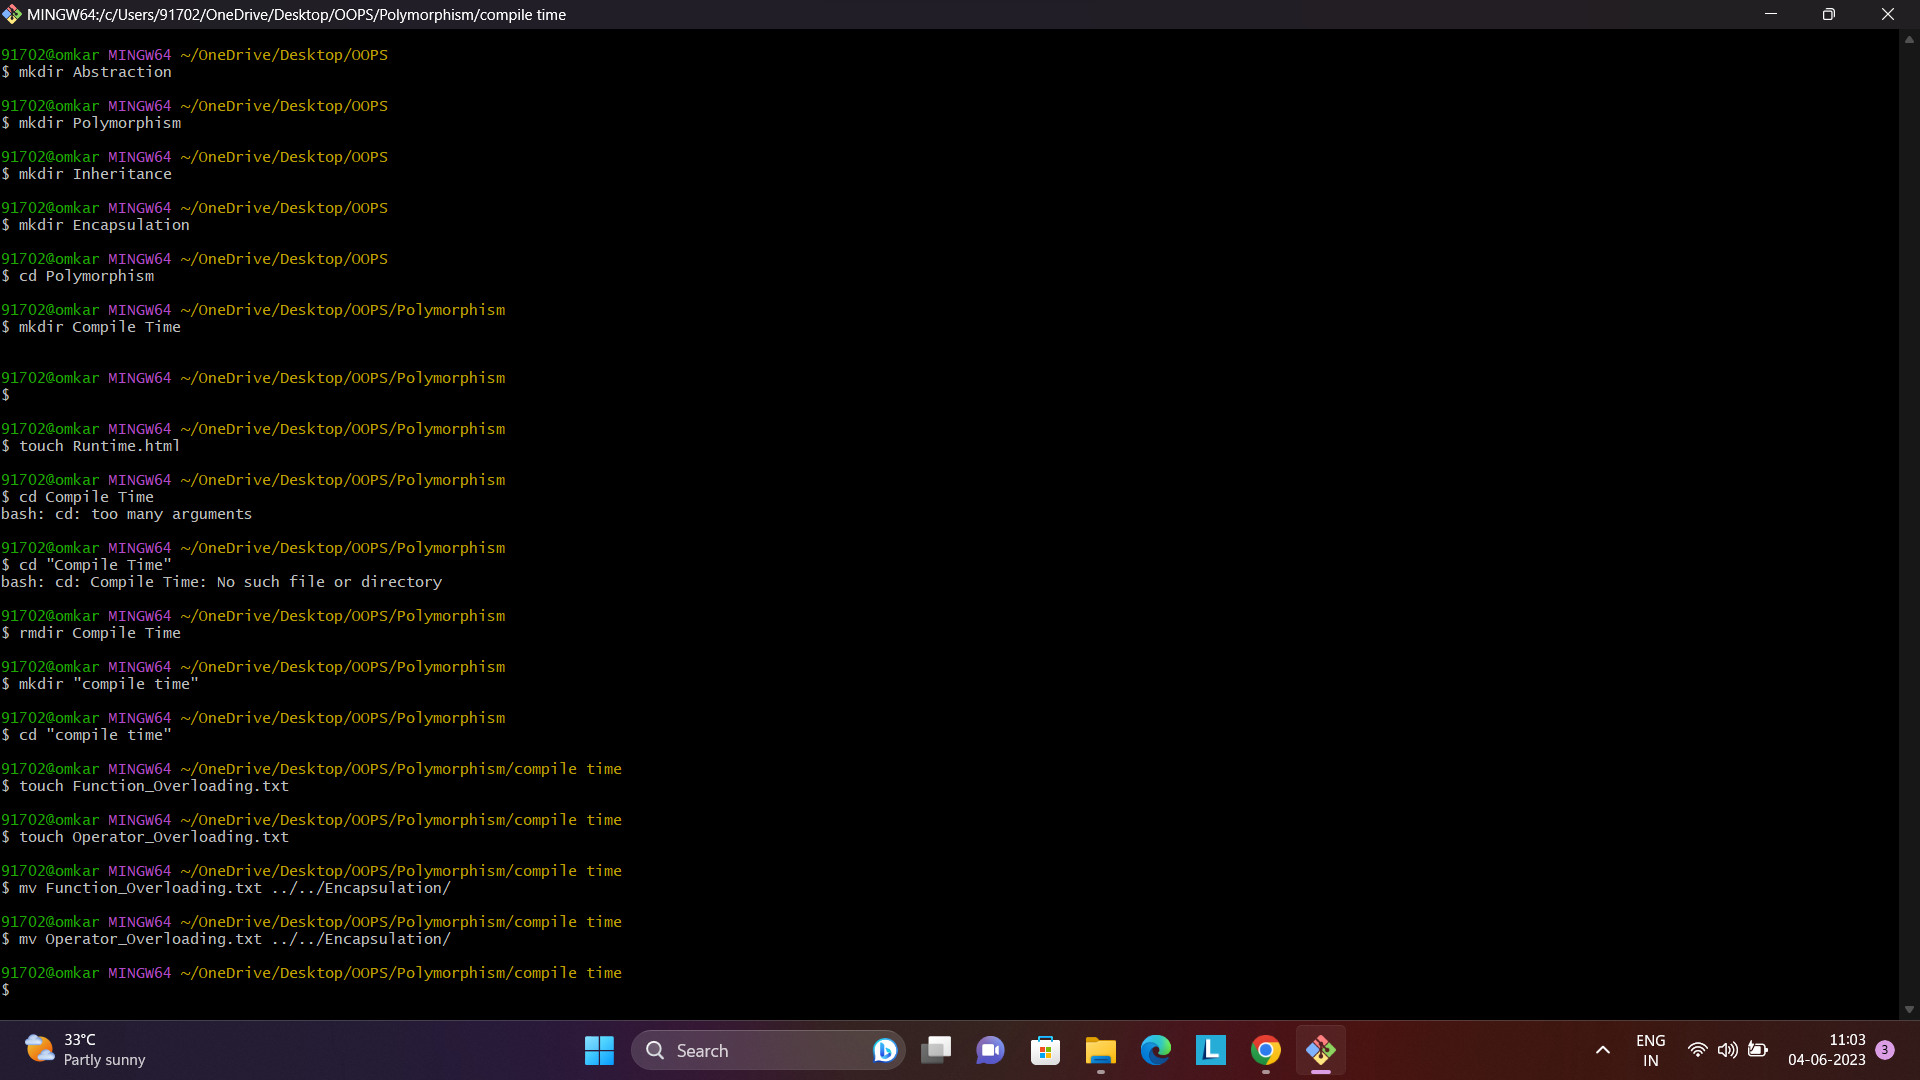 MINGW64:/c/Users/91702/OneDrive/Desktop/OOPS/Polymorphism/compile time
91702@omkar MINGW64 ~/OneDrive/Desktop/OOPS
$ mkdir Abstraction
91702@omkar MINGW64 ~/OneDrive/Desktop/OOPS
$ mkdir Polymorphism
91702@omkar MINGW64 ~/OneDrive/Desktop/OOPS
$ mkdir Inheritance
91702@omkar MINGW64 ~/OneDrive/Desktop/OOPS
$ mkdir Encapsulation
91702@omkar MINGW64 ~/OneDrive/Desktop/OOPS
$ cd Polymorphism
91702@omkar MINGW64 ~/OneDrive/Desktop/OOPS/Polymorphism
$ mkdir Compile Time
91702@omkar MINGW64 ~/OneDrive/Desktop/OOPS/Polymorphism
$
91702@omkar MINGW64 ~/OneDrive/Desktop/OOPS/Polymorphism
$ touch Runtime.html
91702@omkar MINGW64 ~/OneDrive/Desktop/OOPS/Polymorphism
$ cd Compile Time
bash: cd: too many arguments
91702@omkar MINGW64 ~/OneDrive/Desktop/OOPS/Polymorphism
$ cd "Compile Time"
bash: cd: Compile Time: No such file or directory
91702@omkar MINGW64 ~/OneDrive/Desktop/OOPS/Polymorphism
$ rmdir Compile Time
91702@omkar MINGW64 ~/OneDrive/Desktop/OOPS/Polymorphism
$ mkdir "compile time"
91702@omkar MINGW64 ~/OneDrive/Desktop/OOPS/Polymorphism
$ cd "compile time"
91702@omkar MINGW64 ~/OneDrive/Desktop/OOPS/Polymorphism/compile time
$ touch Function_Overloading.txt
91702@omkar MINGW64 ~/OneDrive/Desktop/OOPS/Polymorphism/compile time
$ touch Operator_Overloading.txt
91702@omkar MINGW64 ~/OneDrive/Desktop/OOPS/Polymorphism/compile time
$ mv Function_Overloading.txt ../../Encapsulation/
91702@omkar MINGW64 ~/OneDrive/Desktop/OOPS/Polymorphism/compile time
$ mv Operator_Overloading.txt ../../Encapsulation/
91702@omkar MINGW64 ~/OneDrive/Desktop/OOPS/Polymorphism/compile time
$
33°C
Partly sunny
Search
L
ENG
IN
11:03
04-06-2023
3